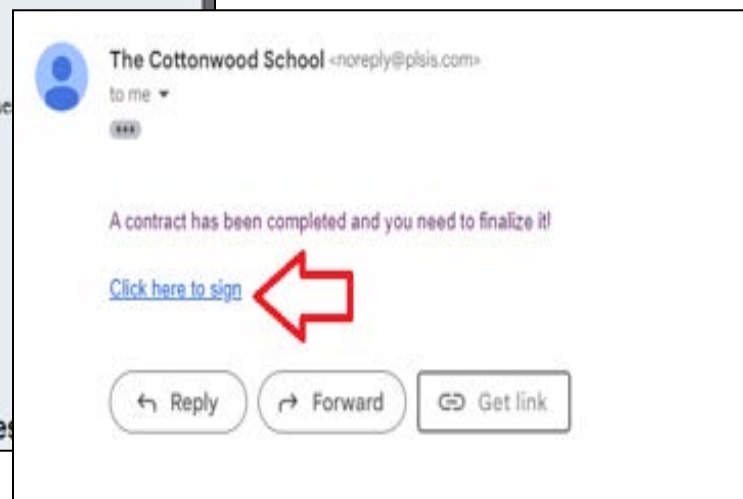 The Cottonwood School <noreply@plsis.com>
to me
A contract has been completed and you need to finalize it!
Click here to sign
Reply Forward Get link